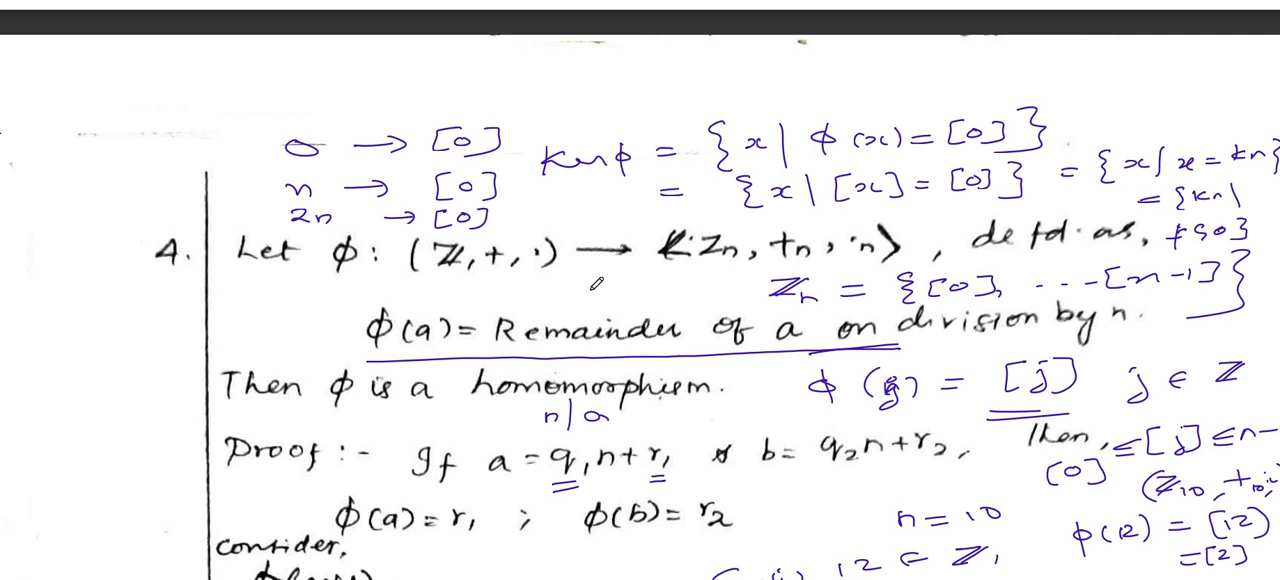 0 → [0] Kerφ = {x | φ(x) = [0]}
n → [0] = {x | [x] = [0]} = {x / x = kn}
2n → [0] = {kn |
4. Let φ: (Z, +, ·) → (Zn, +n, ·n), defd. as,
Zn = {[0], ... [n-1]}
φ(a) = Remainder of a on division by n.
Then φ is a homomorphism. φ(j) = [j] j ∈ Z
n/a
Proof :- If a = q₁n + r₁ & b = q₂n + r₂, Then,
[0] ≤ [j] ≤ n-
(Z10, +10,
φ(a) = r₁ ; φ(b) = r₂ n = 10 φ(12) = [12]
= [2]
Consider,
12 ∈ Z,